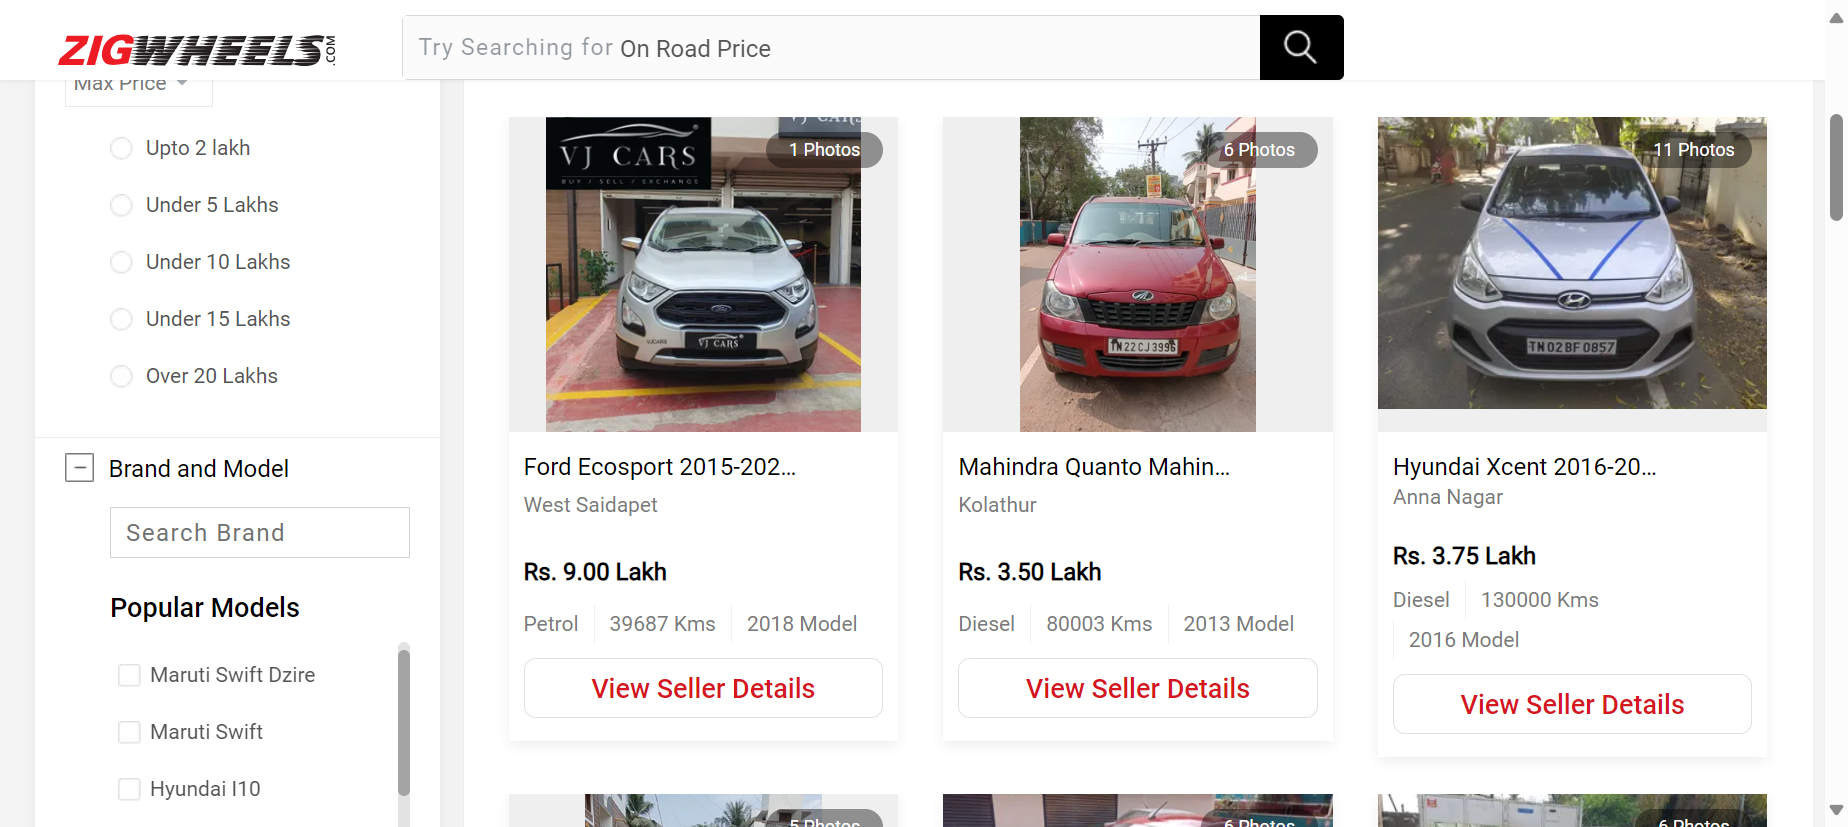 ZIGWHEELS.COM
Try Searching for On Road Price
Max Price
Upto 2 lakh
Under 5 Lakhs
Under 10 Lakhs
Under 15 Lakhs
Over 20 Lakhs
Brand and Model
Search Brand
Popular Models
Maruti Swift Dzire
Maruti Swift
Hyundai I10
VJ CARS
BUY / SELL / EXCHANGE
VJ CARS
1 Photos
Ford
VJCARS
VJ CARS
Ford Ecosport 2015-202...
West Saidapet
Rs. 9.00 Lakh
Petrol
39687 Kms
2018 Model
View Seller Details
6 Photos
TN 22 CJ 3996
Mahindra Quanto Mahin...
Kolathur
Rs. 3.50 Lakh
Diesel
80003 Kms
2013 Model
View Seller Details
11 Photos
TN 02 BF 0857
Hyundai Xcent 2016-20...
Anna Nagar
Rs. 3.75 Lakh
Diesel
130000 Kms
2016 Model
View Seller Details
5 Photos
6 Photos
6 Photos